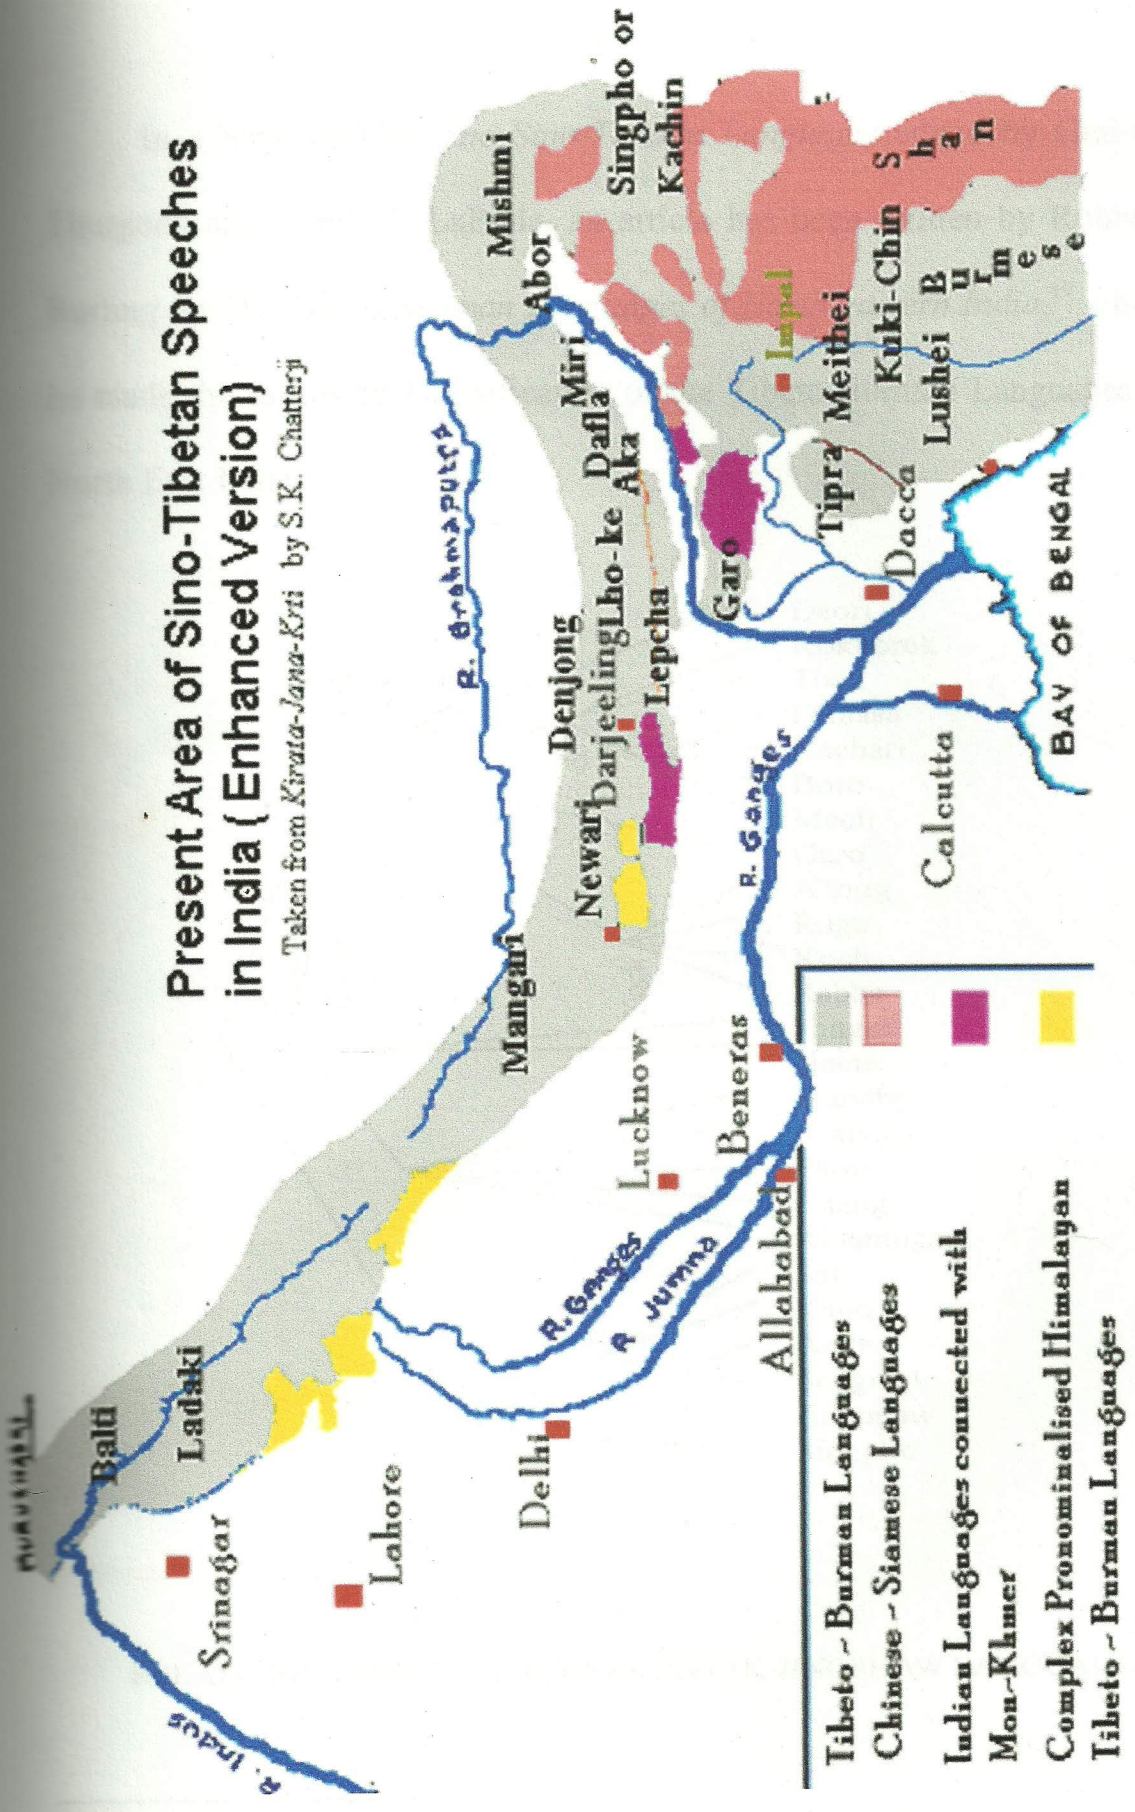 Present Area of Sino-Tibetan Speeches
in India ( Enhanced Version)
Taken from Kirata-Jana-Krti by S.K. Chatterji
R. Indus
Srinagar
Lahore
Balti
Ladaki
Delhi
R. Ganges
R Jumna
Lucknow
Allahabad
Beneras
Mangari
R. Brahmaputra
Newari
Denjong
Darjeeling
Lho-ke
Lepcha
Aka
Dafla
Miri
Abor
Mishmi
Singpho or
Kachin
R. Ganges
Garo
Calcutta
Dacca
Tipra
Impal
Meithei
Kuki-Chin
Lushei
Burmese
Shan
BAY OF BENGAL
Tibeto - Burman Languages
Chinese - Siamese Languages
Indian Languages connected with
Mon-Khmer
Complex Pronominalised Himalayan
Tibeto - Burman Languages